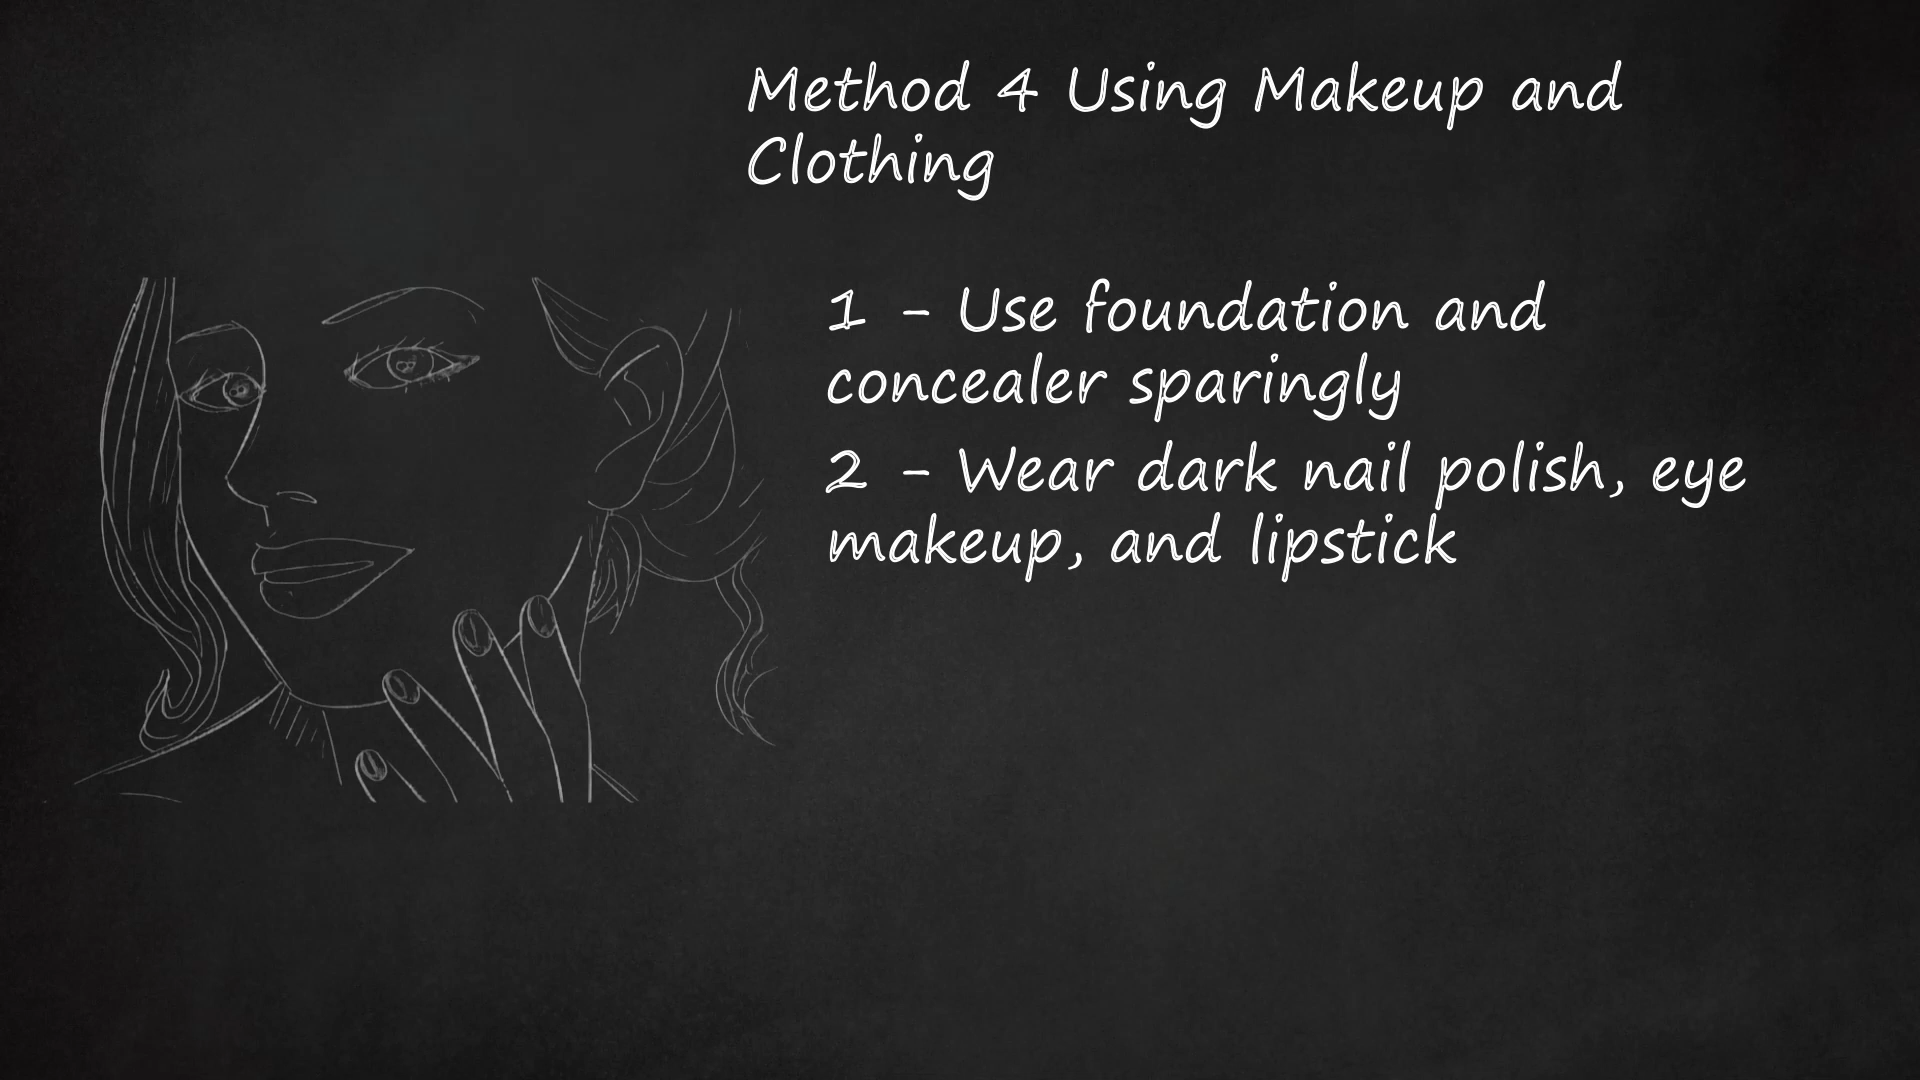 Method 4 Using Makeup and
Clothing
1 - Use foundation and
concealer sparingly
2 - Wear dark nail polish, eye
makeup, and lipstick